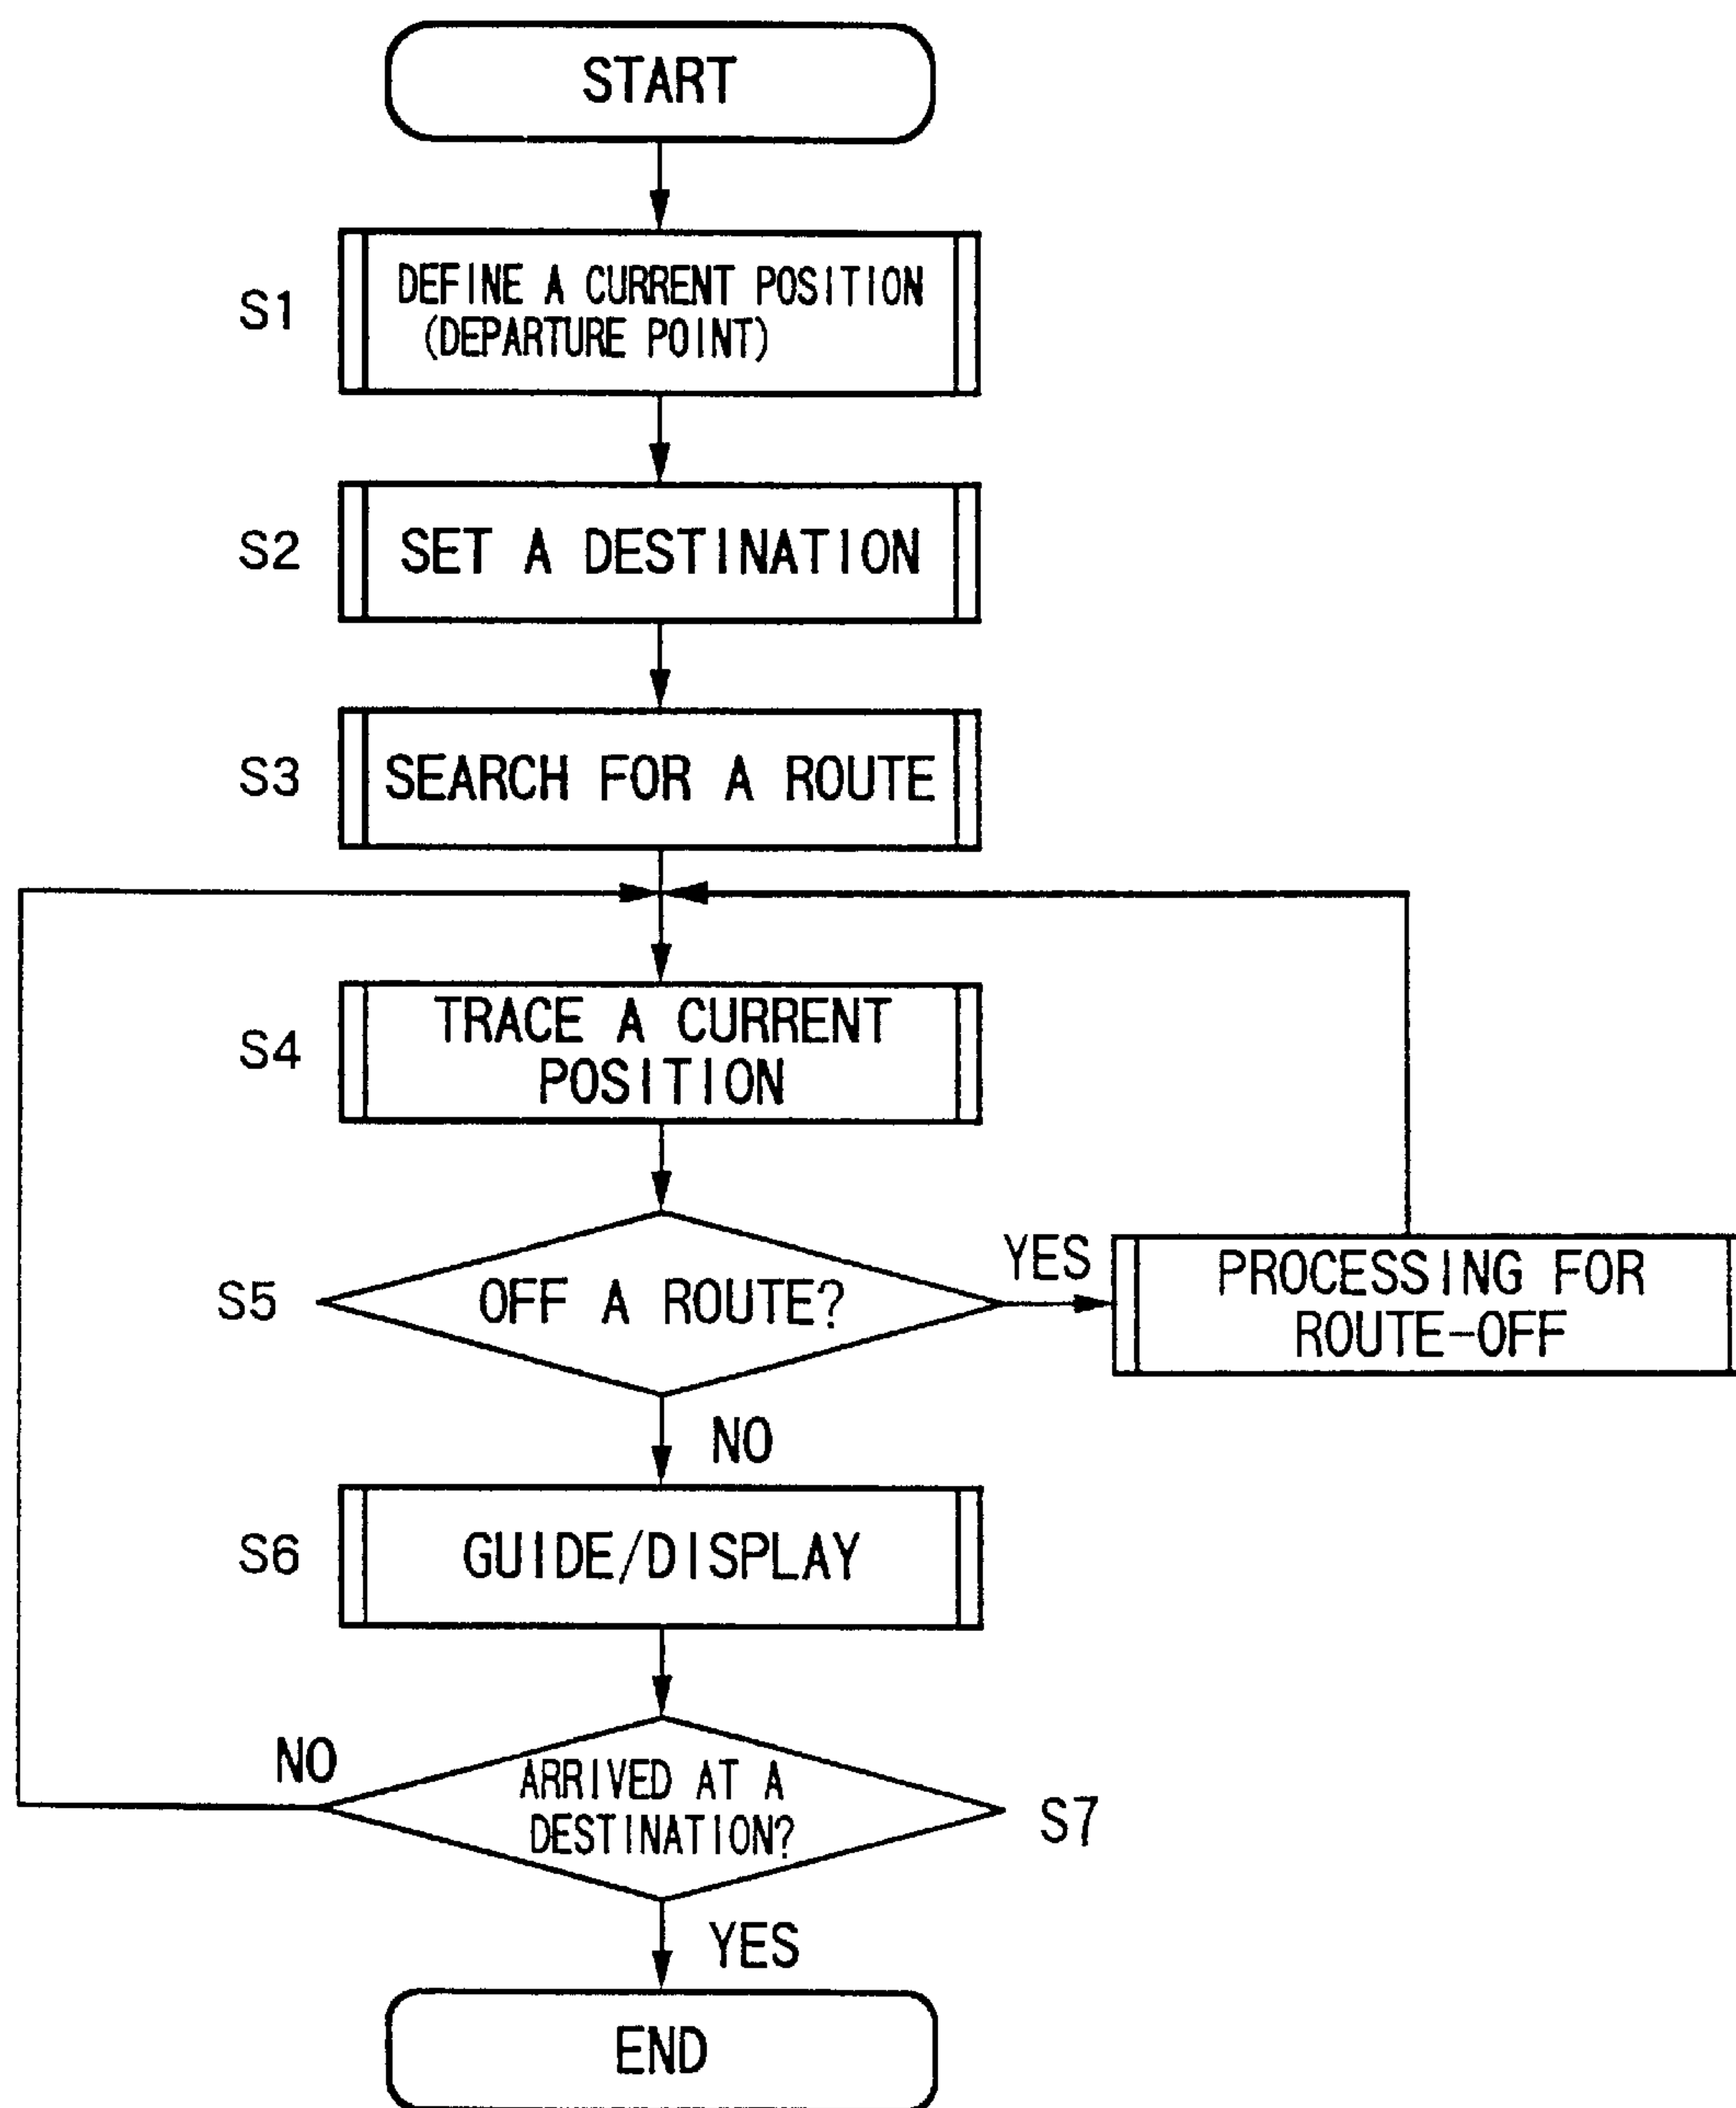 START
S1
DEFINE A CURRENT POSITION
(DEPARTURE POINT)
S2
SET A DESTINATION
S3
SEARCH FOR A ROUTE
S4
TRACE A CURRENT
POSITION
S5
OFF A ROUTE?
YES
PROCESSING FOR
ROUTE-OFF
NO
S6
GUIDE/DISPLAY
NO
ARRIVED AT A
DESTINATION?
S7
YES
END